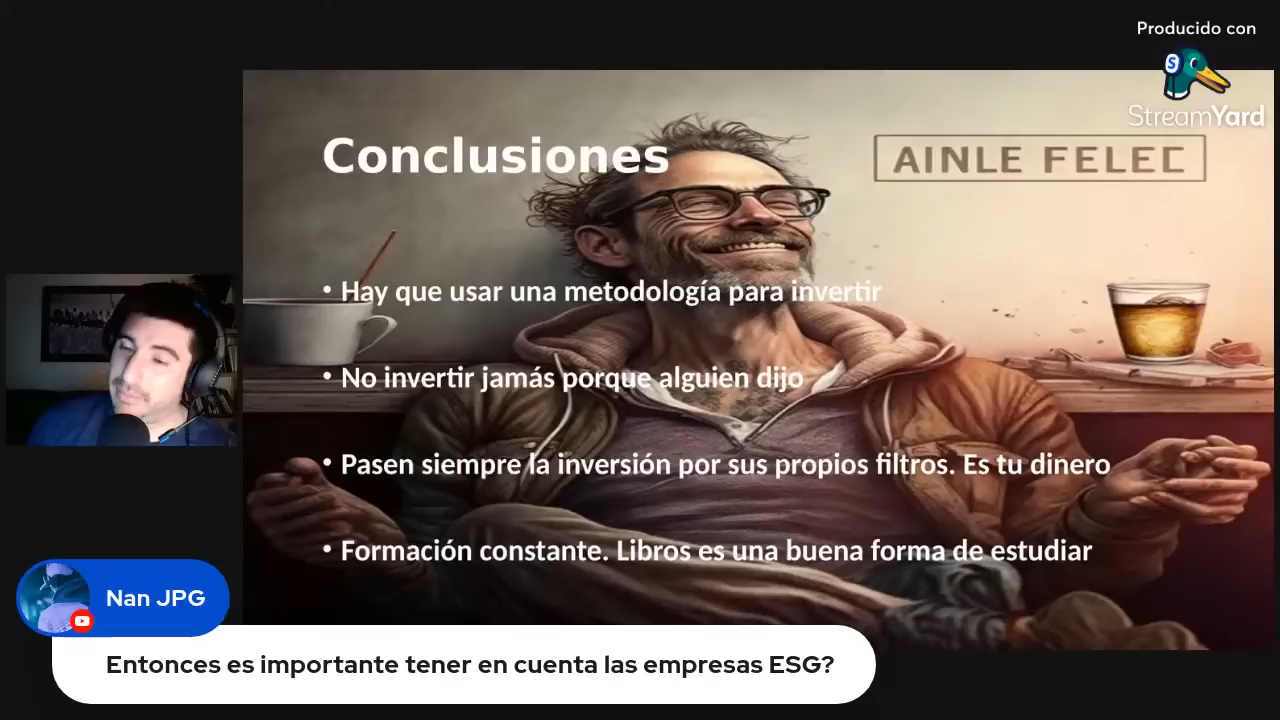 Producido con
StreamYard
Conclusiones
AINLE FELEC
• Hay que usar una metodología para invertir
• No invertir jamás porque alguien dijo
• Pasen siempre la inversión por sus propios filtros. Es tu dinero
• Formación constante. Libros es una buena forma de estudiar
Nan JPG
Entonces es importante tener en cuenta las empresas ESG?